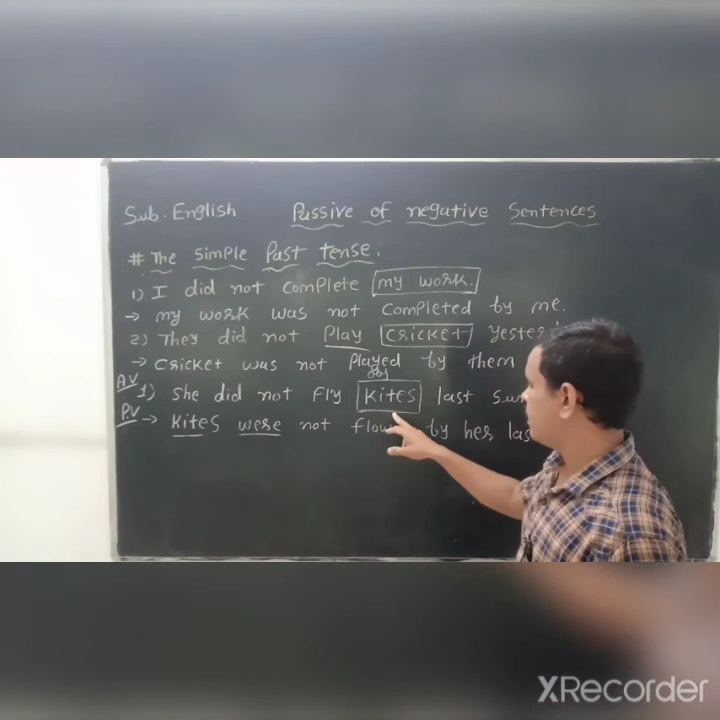 Sub. English Passive of negative Sentences
# The Simple Past tense.
1) I did not complete my work.
→ my work was not completed by me.
2) They did not Play cricket
→ cricket was not Played by them
obj
AV 1) She did not Fly kites last
PV → kites were not by her
XRecorder